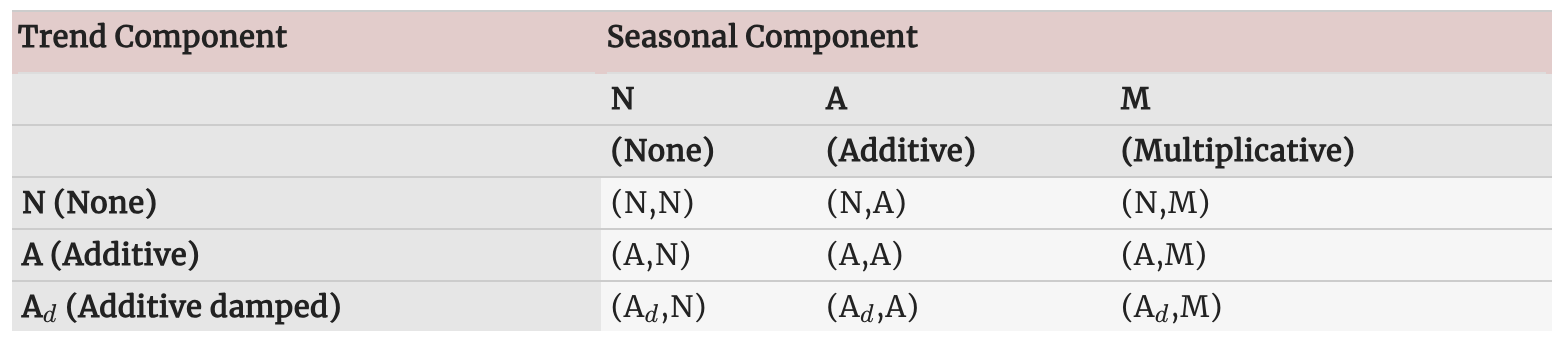 Trend Component Seasonal Component
N A M
(None) (Additive) (Multiplicative)
N (None) (N,N) (N,A) (N,M)
A (Additive) (A,N) (A,A) (A,M)
A_d (Additive damped) (A_d,N) (A_d,A) (A_d,M)